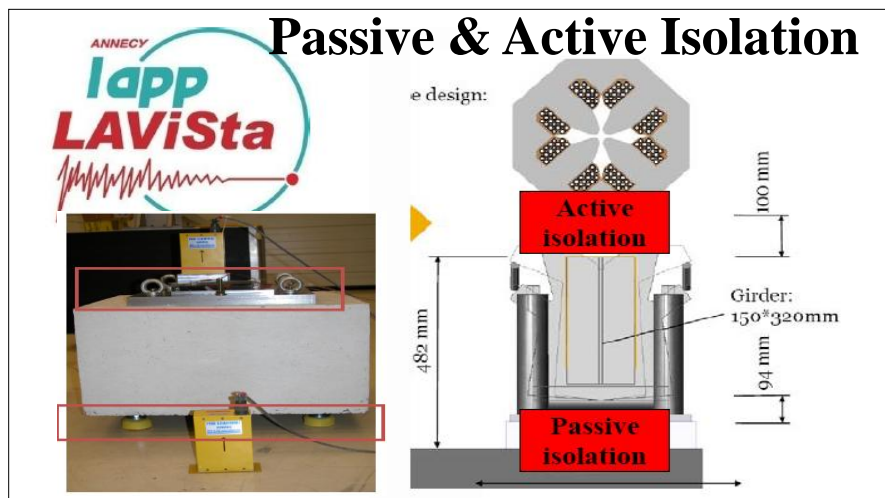 Passive & Active Isolation
ANNECY
lapp
LAViSta
e design:
Active
isolation
100 mm
482 mm
Girder:
150*320mm
94 mm
Passive
isolation